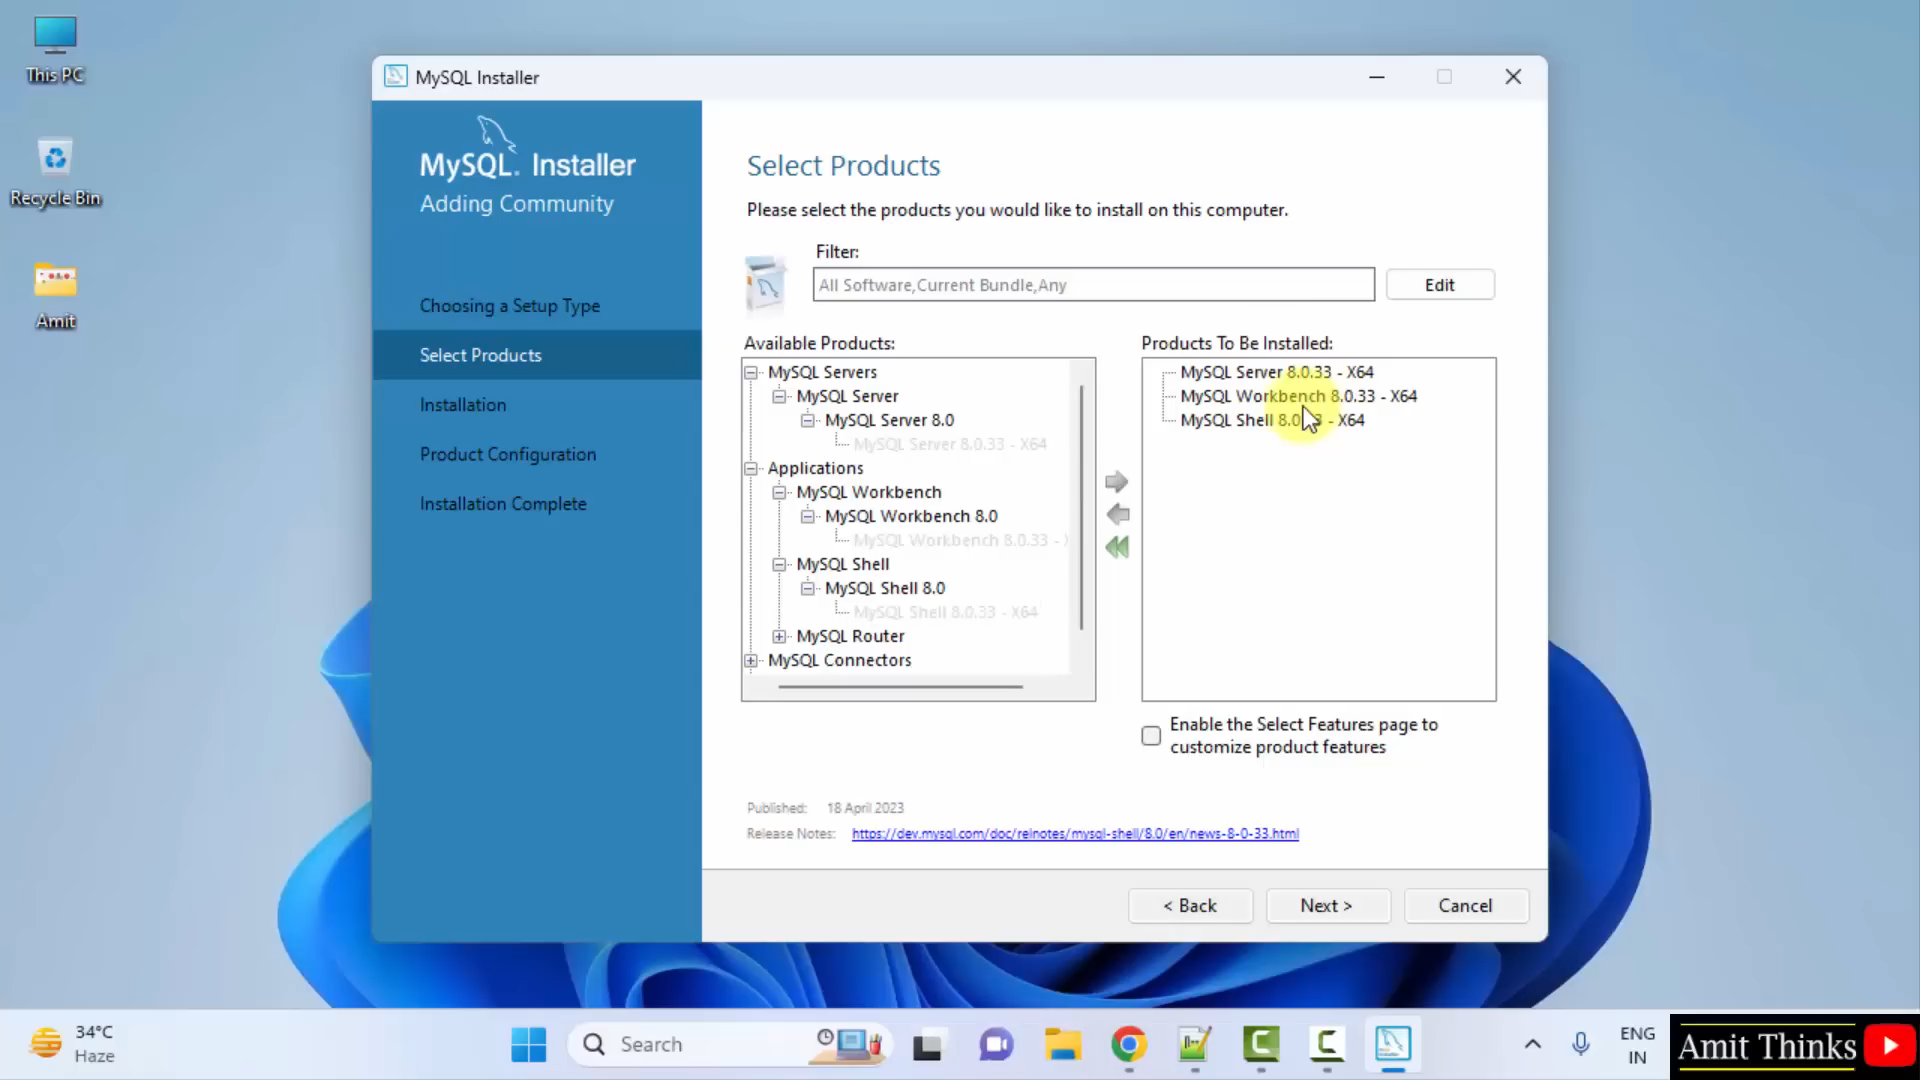 This PC
Recycle Bin
Amit
MySQL Installer
MySQL. Installer
Adding Community
Choosing a Setup Type
Select Products
Installation
Product Configuration
Installation Complete
Select Products
Please select the products you would like to install on this computer.
Filter:
All Software,Current Bundle,Any
Edit
Available Products:
MySQL Servers
MySQL Server
MySQL Server 8.0
MySQL Server 8.0.33 - X64
Applications
MySQL Workbench
MySQL Workbench 8.0
MySQL Workbench 8.0.33 -
MySQL Shell
MySQL Shell 8.0
MySQL Shell 8.0.33 - X64
MySQL Router
MySQL Connectors
Products To Be Installed:
MySQL Server 8.0.33 - X64
MySQL Workbench 8.0.33 - X64
MySQL Shell - X64
Enable the Select Features page to
customize product features
Published: 18 April 2023
Release Notes: https://dev.mysql.com/doc/relnotes/mysql-shell/8.0/en/news-8-0-33.html
< Back
Next >
Cancel
34°C
Haze
Search
ENG
IN
Amit Thinks